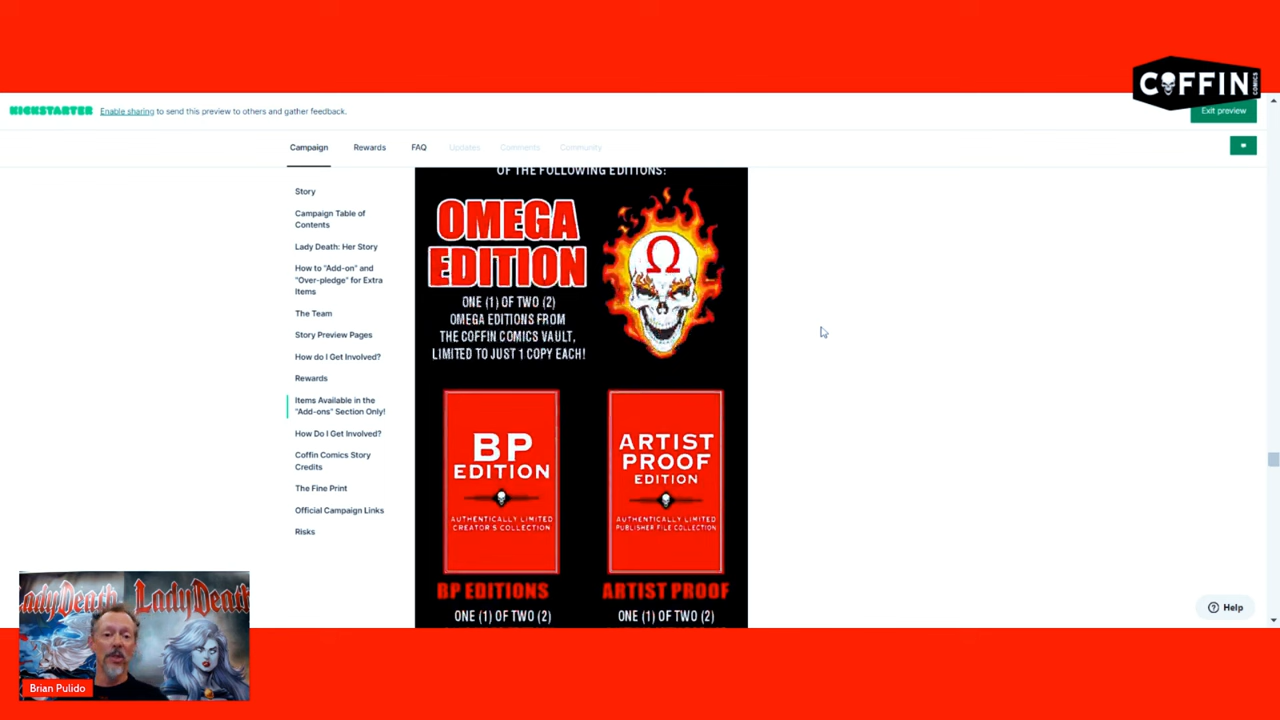 COFFIN
COMICS
KICKSTARTER
Enable sharing to send this preview to others and gather feedback.
Exit preview
Campaign
Rewards
FAQ
Updates
Comments
Community
Story
Campaign Table of
Contents
Lady Death: Her Story
How to "Add-on" and
"Over-pledge" for Extra
Items
The Team
Story Preview Pages
How do I Get Involved?
Rewards
Items Available in the
"Add-ons" Section Only!
How Do I Get Involved?
Coffin Comics Story
Credits
The Fine Print
Official Campaign Links
Risks
OF THE FOLLOWING EDITIONS:
OMEGA
EDITION
ONE (1) OF TWO (2)
OMEGA EDITIONS FROM
THE COFFIN COMICS VAULT,
LIMITED TO JUST 1 COPY EACH!
Ω
BP
EDITION
AUTHENTICALLY LIMITED
CREATOR'S COLLECTION
BP EDITIONS
ONE (1) OF TWO (2)
ARTIST
PROOF
EDITION
AUTHENTICALLY LIMITED
PUBLISHER FILE COLLECTION
ARTIST PROOF
ONE (1) OF TWO (2)
Help
LadyDeath
LadyDeath
Brian Pulido